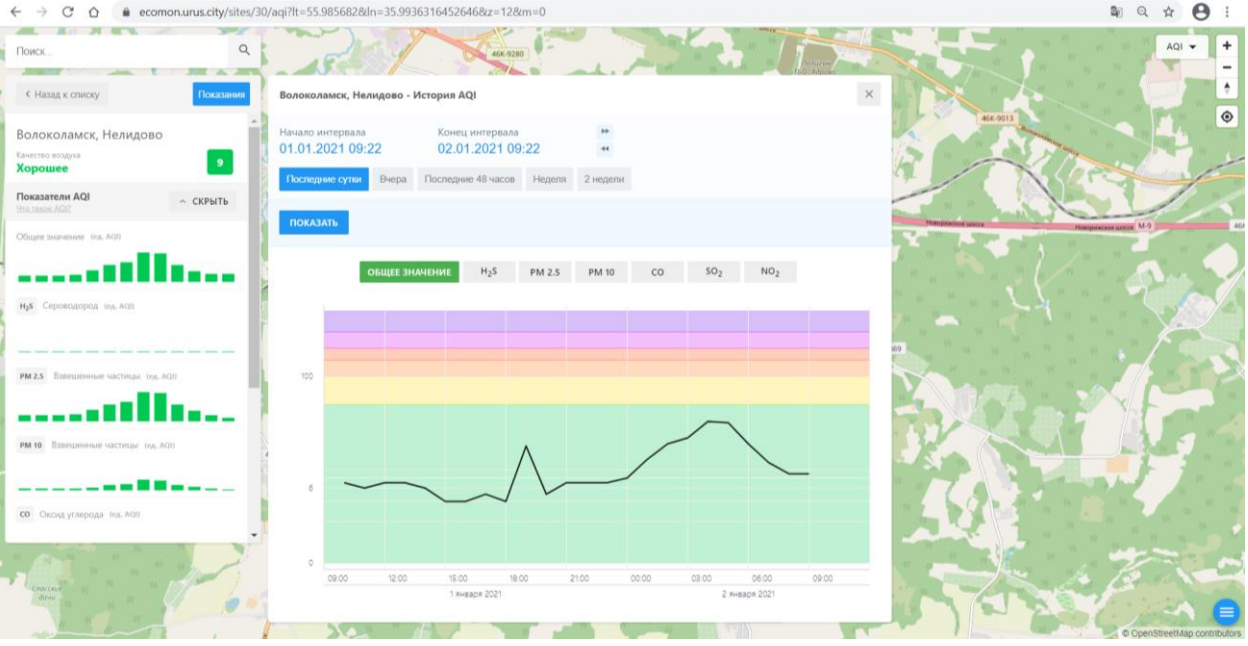 ecomon.urus.city/sites/30/aqi?lt=55.985682&ln=35.99363164526468&z=12&m=0
Поиск...
46K-9280
AQI
Назад к списку
Показания
Волоколамск, Нелидово - История AQI
Волоколамск, Нелидово
Качество воздуха
Хорошее
9
Начало интервала
Конец интервала
01.01.2021 09:22
02.01.2021 09:22
46K-9013
Показатели AQI
Что такое AQI?
СКРЫТЬ
Последние сутки
Вчера
Последние 48 часов
Неделя
2 недели
ПОКАЗАТЬ
Новорижское шоссе
Новорижское шоссе
M-9
Общее значение (ед. AQI)
ОБЩЕЕ ЗНАЧЕНИЕ
H₂S
PM 2.5
PM 10
CO
SO₂
NO₂
H₂S Сероводород (ед. AQI)
PM 2.5 Взвешенные частицы (ед. AQI)
100
PM 10 Взвешенные частицы (ед. AQI)
6
CO Оксид углерода (ед. AQI)
0
09:00
12:00
15:00
18:00
21:00
00:00
03:00
06:00
09:00
1 января 2021
2 января 2021
© OpenStreetMap contributors